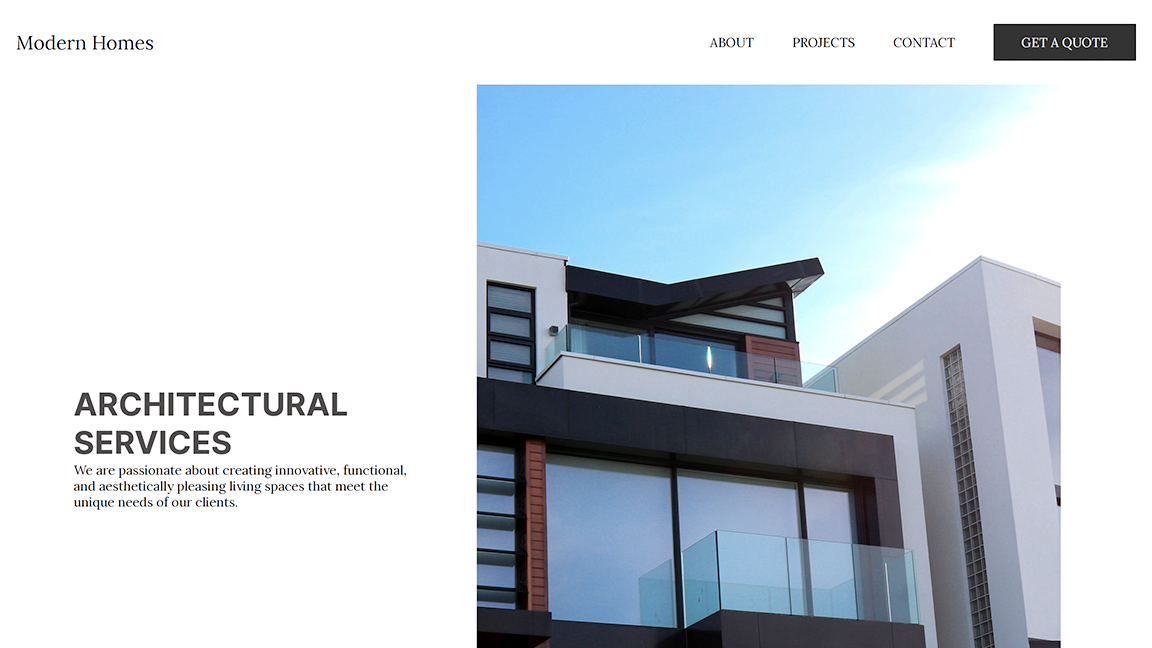 Modern Homes
ABOUT PROJECTS CONTACT GET A QUOTE
ARCHITECTURAL
SERVICES
We are passionate about creating innovative, functional,
and aesthetically pleasing living spaces that meet the
unique needs of our clients.